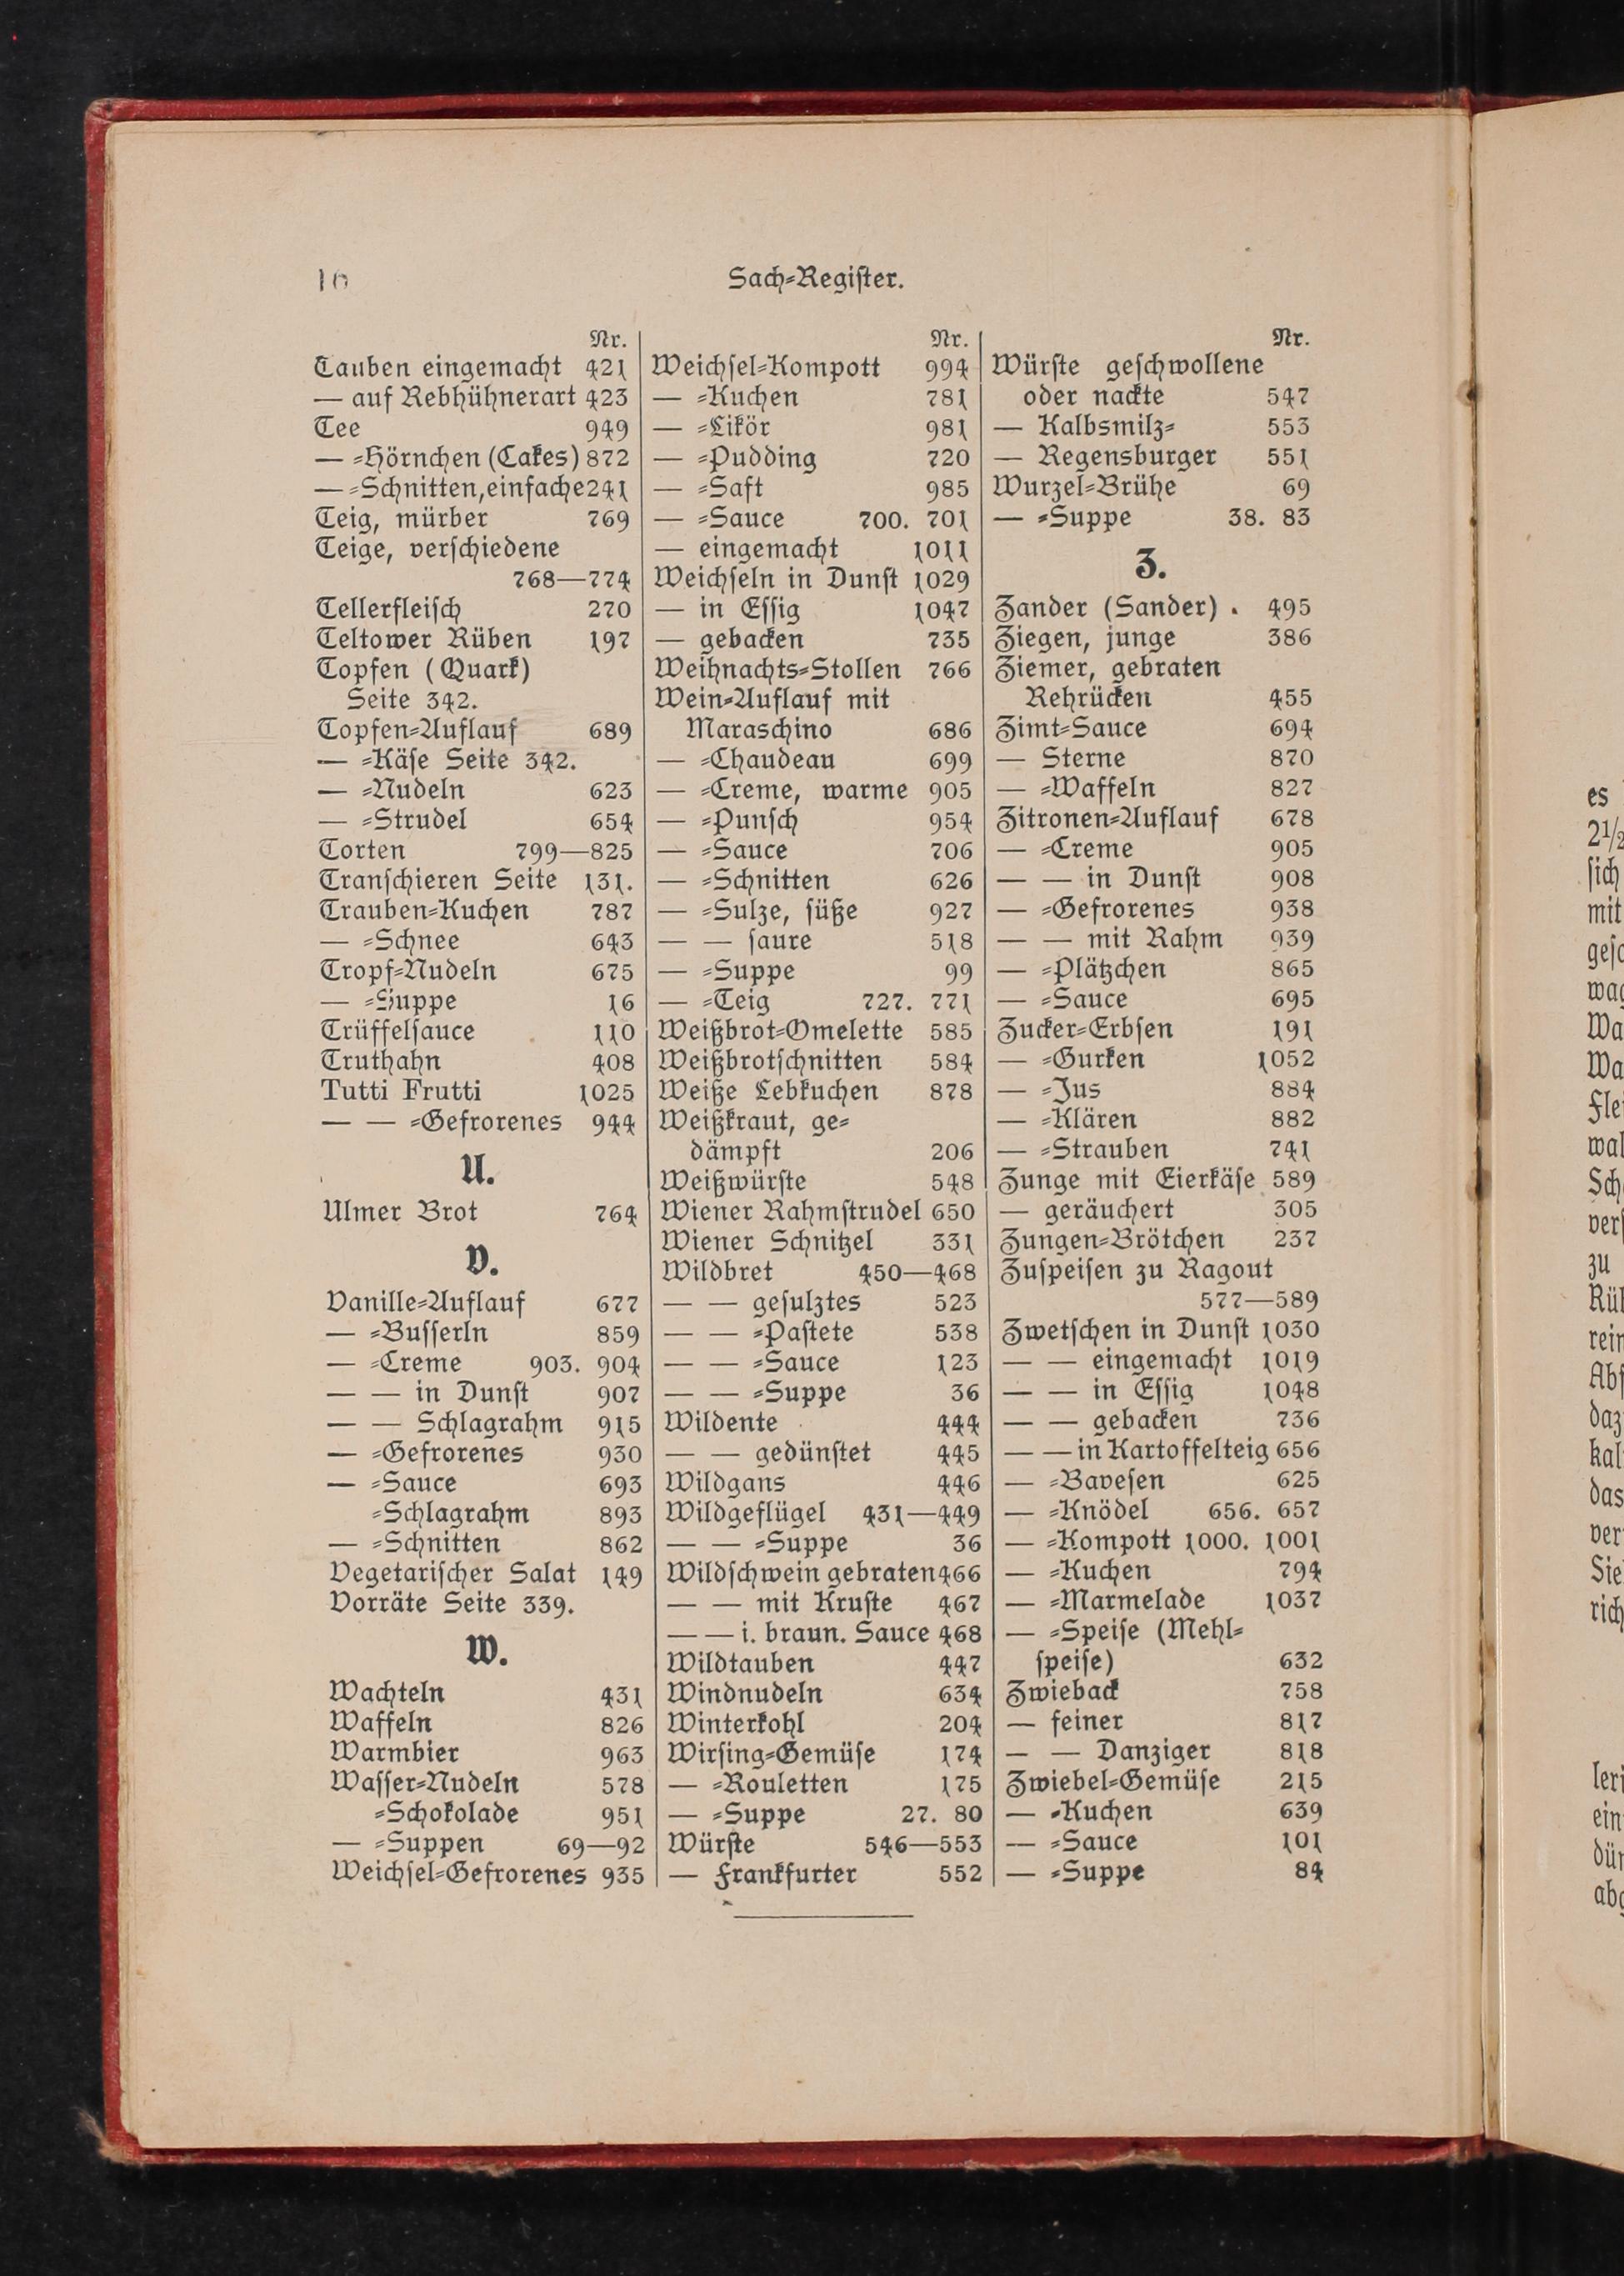 16
Sach-Register.
Nr.
Tauben eingemacht 421
— auf Rebhühnerart 423
Tee 949
— -Hörnchen (Cakes) 872
— -Schnitten, einfache 241
Teig, mürber 769
Teige, verschiedene
768—774
Tellerfleisch 270
Teltower Rüben 197
Topfen (Quark)
Seite 342.
Topfen-Auflauf 689
— -Käse Seite 342.
— -Nudeln 623
— -Strudel 654
Torten 799—825
Transchieren Seite 131.
Trauben-Kuchen 787
— -Schnee 643
Tropf-Nudeln 675
— -Suppe 16
Trüffelsauce 110
Truthahn 408
Tutti Frutti 1025
— — -Gefrorenes 944
U.
Ulmer Brot 764
V.
Vanille-Auflauf 677
— -Busserln 859
— -Creme 903. 904
— — in Dunst 907
— — Schlagrahm 915
— -Gefrorenes 930
— -Sauce 693
-Schlagrahm 893
— -Schnitten 862
Vegetarischer Salat 149
Vorräte Seite 339.
W.
Wachteln 431
Waffeln 826
Warmbier 963
Wasser-Nudeln 578
-Schokolade 951
— -Suppen 69—92
Weichsel-Gefrorenes 935
Nr.
Weichsel-Kompott 994
— -Kuchen 781
— -Likör 981
— -Pudding 720
— -Saft 985
— -Sauce 700. 701
— eingemacht 1011
Weichseln in Dunst 1029
— in Essig 1047
— gebacken 735
Weihnachts-Stollen 766
Wein-Auflauf mit
Maraschino 686
— -Chaudeau 699
— -Creme, warme 905
— -Punsch 954
— -Sauce 706
— -Schnitten 626
— -Sulze, süße 927
— — saure 518
— -Suppe 99
— -Teig 727. 771
Weißbrot-Omelette 585
Weißbrotschnitten 584
Weiße Lebkuchen 878
Weißkraut, ge-
dämpft 206
Weißwürste 548
Wiener Rahmstrudel 650
Wiener Schnitzel 331
Wildbret 450—468
— — gesulztes 523
— — -Pastete 538
— — -Sauce 123
— — -Suppe 36
Wildente 444
— — gedünstet 445
Wildgans 446
Wildgeflügel 431—449
— — -Suppe 36
Wildschwein gebraten 466
— — mit Kruste 467
— — i. braun. Sauce 468
Wildtauben 447
Windnudeln 634
Winterkohl 204
Wirsing-Gemüse 174
— -Rouletten 175
— -Suppe 27. 80
Würste 546—553
— Frankfurter 552
Nr.
Würste geschwollene
oder nackte 547
— Kalbsmilz- 553
— Regensburger 551
Wurzel-Brühe 69
— -Suppe 38. 83
Z.
Zander (Sander) . 495
Ziegen, junge 386
Ziemer, gebraten
Rehrücken 455
Zimt-Sauce 694
— Sterne 870
— -Waffeln 827
Zitronen-Auflauf 678
— -Creme 905
— — in Dunst 908
— -Gefrorenes 938
— — mit Rahm 939
— -Plätzchen 865
— -Sauce 695
Zucker-Erbsen 191
— -Gurken 1052
— -Jus 884
— -Klären 882
— -Strauben 741
Zunge mit Eierkäse 589
— geräuchert 305
Zungen-Brötchen 237
Zuspeisen zu Ragout
577—589
Zwetschen in Dunst 1030
— — eingemacht 1019
— — in Essig 1048
— — gebacken 736
— — in Kartoffelteig 656
— -Bavesen 625
— -Knödel 656. 657
— -Kompott 1000. 1001
— -Kuchen 794
— -Marmelade 1037
— -Speise (Mehl-
speise) 632
Zwieback 758
— feiner 817
— — Danziger 818
Zwiebel-Gemüse 215
— -Kuchen 639
— -Sauce 101
— -Suppe 84
es
sich
mit
zu
das
ein